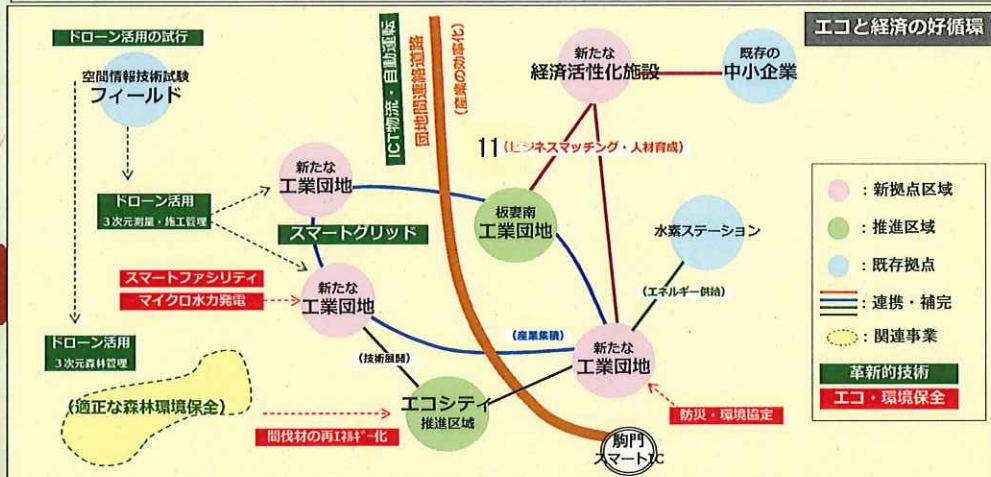 エコと経済の好循環
ドローン活用の試行
空間情報技術試験
フィールド
ICT物流・自動運転
団地間連絡道路
(産業の効率化)
新たな
経済活性化施設
既存の
中小企業
11
(ビジネスマッチング・人材育成)
新たな
工業団地
ドローン活用
3次元測量・施工管理
スマートグリッド
板妻南
工業団地
水素ステーション
スマートファシリティ
マイクロ水力発電
新たな
工業団地
(エネルギー供給)
(産業集積)
(技術展開)
新たな
工業団地
ドローン活用
3次元森林管理
(適正な森林環境保全)
エコシティ
推進区域
間伐材の再エネルギー化
防災・環境協定
駒門
スマートIC
:新拠点区域
:推進区域
:既存拠点
:連携・補完
:関連事業
革新的技術
エコ・環境保全